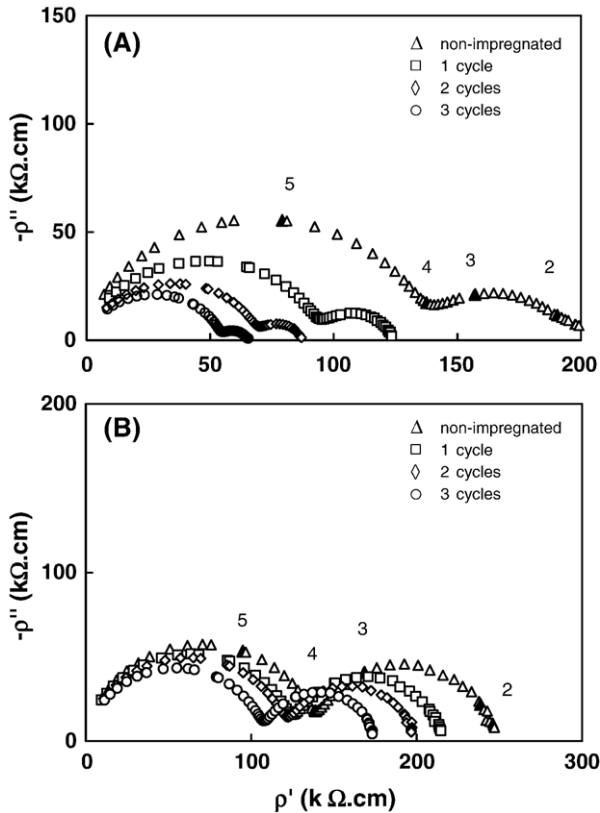 150
(A)
non-impregnated
1 cycle
2 cycles
3 cycles
100
-ρ'' (kΩ.cm)
5
50
4
3
2
0
0
50
100
150
200
200
(B)
non-impregnated
1 cycle
2 cycles
3 cycles
-ρ'' (kΩ.cm)
100
5
4
3
2
0
0
100
200
300
ρ' (k Ω.cm)